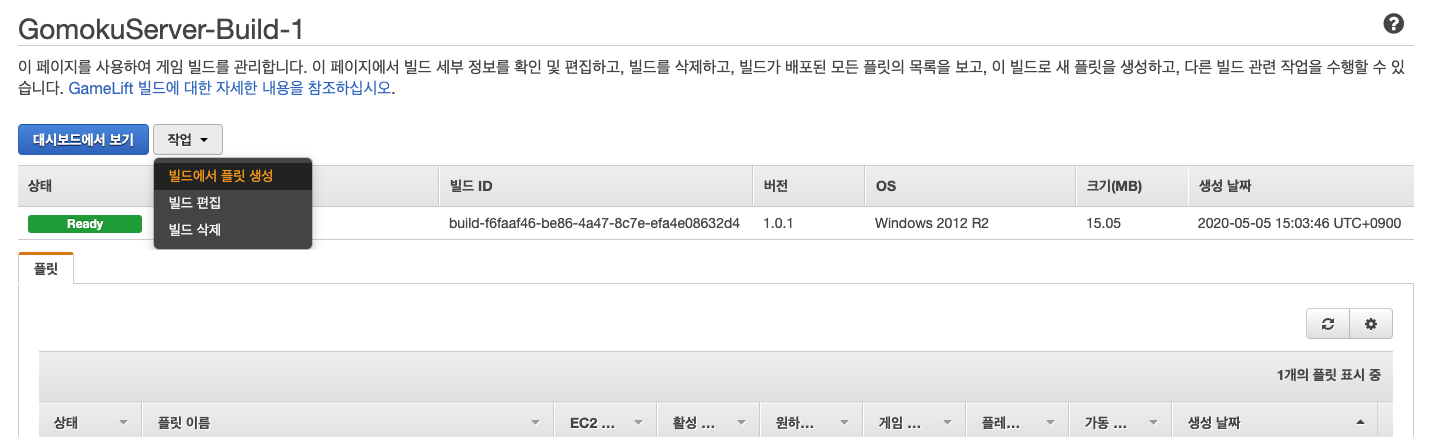 GomokuServer-Build-1
이 페이지를 사용하여 게임 빌드를 관리합니다. 이 페이지에서 빌드 세부 정보를 확인 및 편집하고, 빌드를 삭제하고, 빌드가 배포된 모든 플릿의 목록을 보고, 이 빌드로 새 플릿을 생성하고, 다른 빌드 관련 작업을 수행할 수 있
습니다. GameLift 빌드에 대한 자세한 내용을 참조하십시오.
대시보드에서 보기 작업
빌드에서 플릿 생성
빌드 편집
빌드 삭제
상태 빌드 ID 버전 OS 크기(MB) 생성 날짜
Ready build-f6faaf46-be86-4a47-8c7e-efa4e08632d4 1.0.1 Windows 2012 R2 15.05 2020-05-05 15:03:46 UTC+0900
플릿
1개의 플릿 표시 중
상태 플릿 이름 EC2 ... 활성 ... 원하... 게임 ... 플레... 가동 ... 생성 날짜